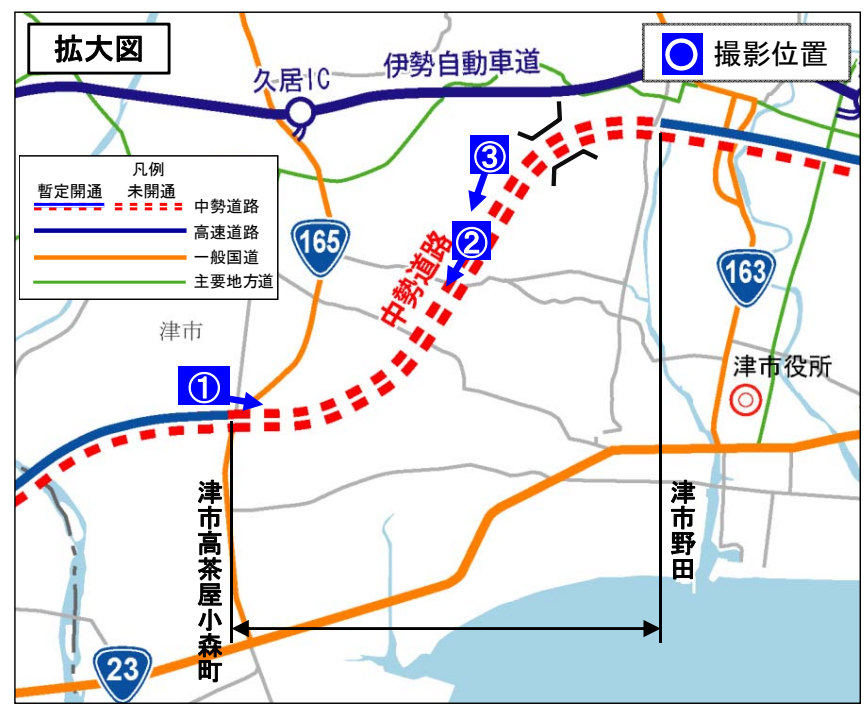 拡大図
撮影位置
伊勢自動車道
久居IC
③
凡例
暫定開通 未開通
中勢道路
高速道路
一般国道
主要地方道
165
②
中勢道路
163
津市
津市役所
①
津市高茶屋小森町
津市野田
23